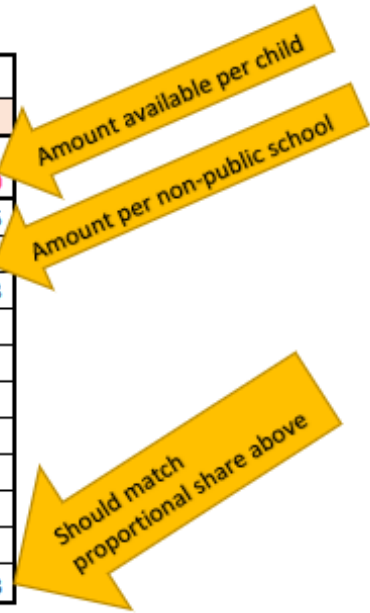 Amount available per child
Amount per non-public school
Should match
proportional share above